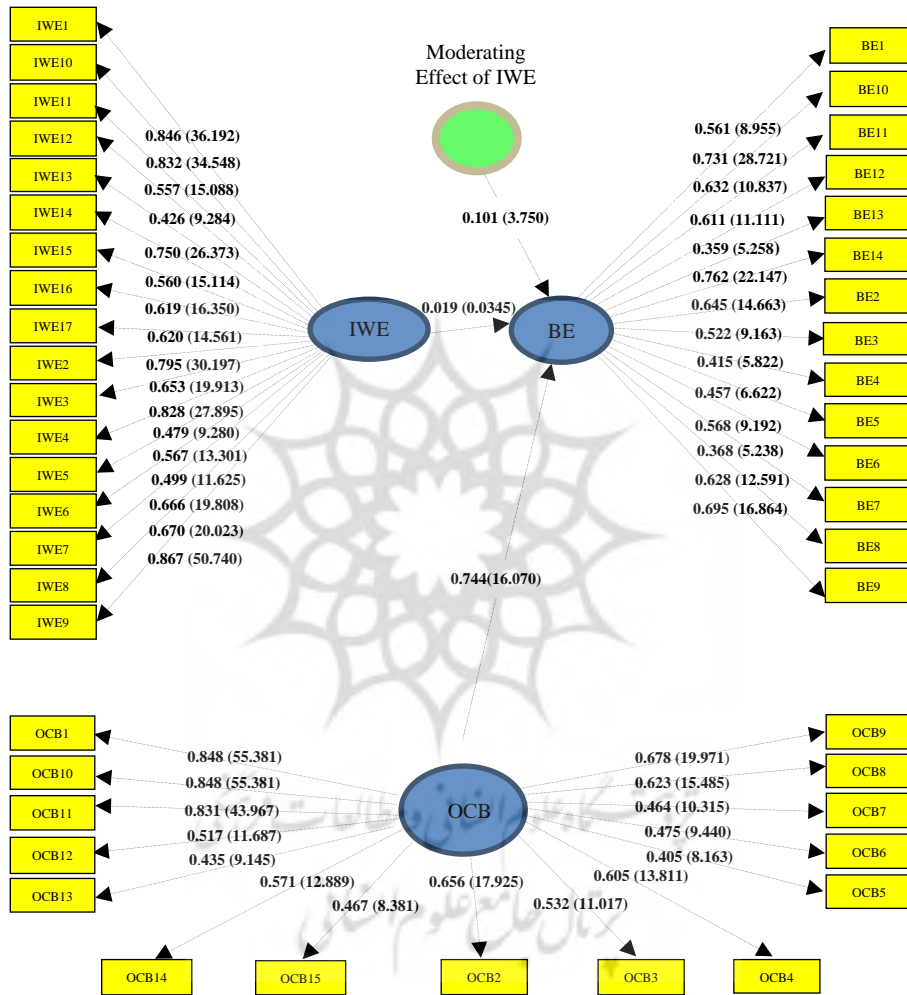 IWE1
IWE10
IWE11
IWE12
IWE13
IWE14
IWE15
IWE16
IWE17
IWE2
IWE3
IWE4
IWE5
IWE6
IWE7
IWE8
IWE9
0.846 (36.192)
0.832 (34.548)
0.557 (15.088)
0.426 (9.284)
0.750 (26.373)
0.560 (15.114)
0.619 (16.350)
0.620 (14.561)
0.795 (30.197)
0.653 (19.913)
0.828 (27.895)
0.479 (9.280)
0.567 (13.301)
0.499 (11.625)
0.666 (19.808)
0.670 (20.023)
0.867 (50.740)
Moderating
Effect of IWE
0.101 (3.750)
IWE
0.019 (0.0345)
BE
0.744(16.070)
0.561 (8.955)
0.731 (28.721)
0.632 (10.837)
0.611 (11.111)
0.359 (5.258)
0.762 (22.147)
0.645 (14.663)
0.522 (9.163)
0.415 (5.822)
0.457 (6.622)
0.568 (9.192)
0.368 (5.238)
0.628 (12.591)
0.695 (16.864)
BE1
BE10
BE11
BE12
BE13
BE14
BE2
BE3
BE4
BE5
BE6
BE7
BE8
BE9
OCB1
OCB10
OCB11
OCB12
OCB13
0.848 (55.381)
0.848 (55.381)
0.831 (43.967)
0.517 (11.687)
0.435 (9.145)
0.571 (12.889)
0.467 (8.381)
0.656 (17.925)
0.532 (11.017)
0.605 (13.811)
OCB
0.678 (19.971)
0.623 (15.485)
0.464 (10.315)
0.475 (9.440)
0.405 (8.163)
OCB9
OCB8
OCB7
OCB6
OCB5
OCB14
OCB15
OCB2
OCB3
OCB4
پژوهشگاه علوم انسانی و مطالعات فرهنگی
پرتال جامع علوم انسانی